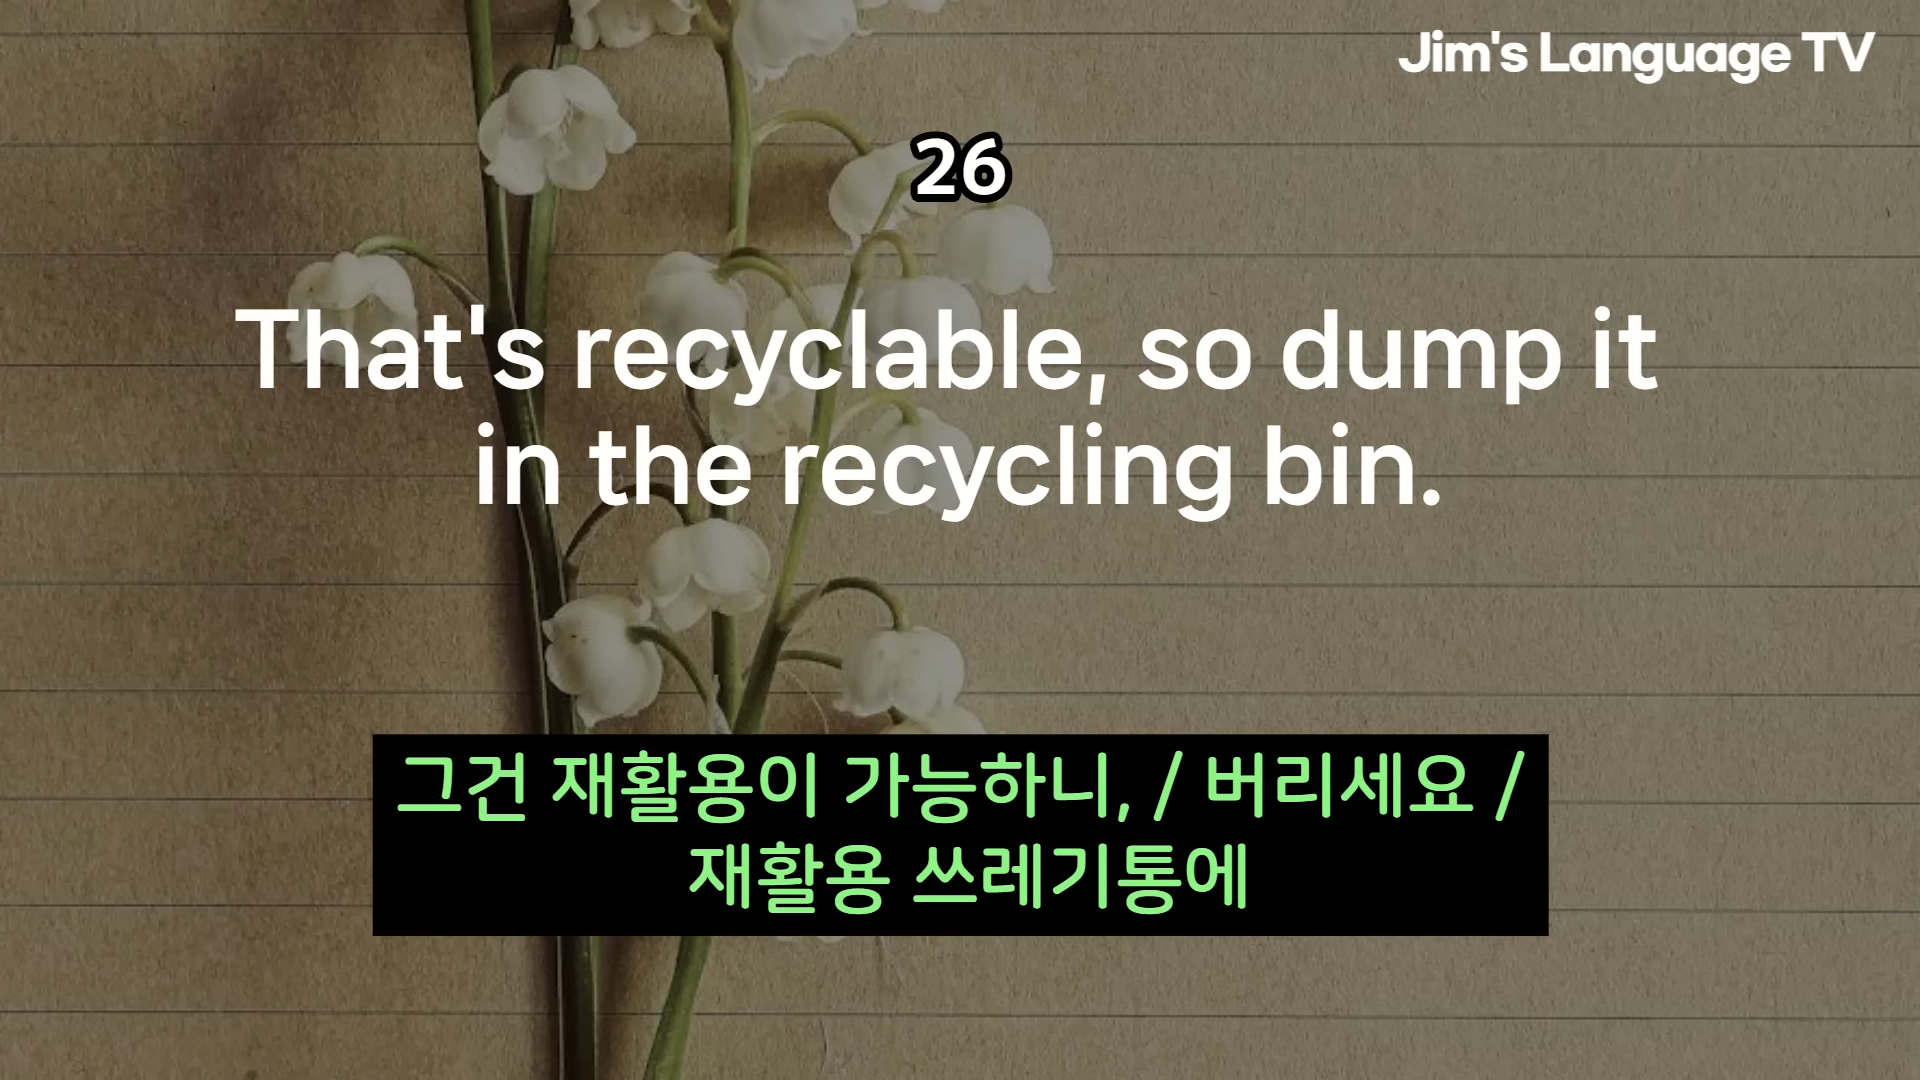 Jim's Language TV
26
That's recyclable, so dump it
in the recycling bin.
그건 재활용이 가능하니, / 버리세요 /
재활용 쓰레기통에